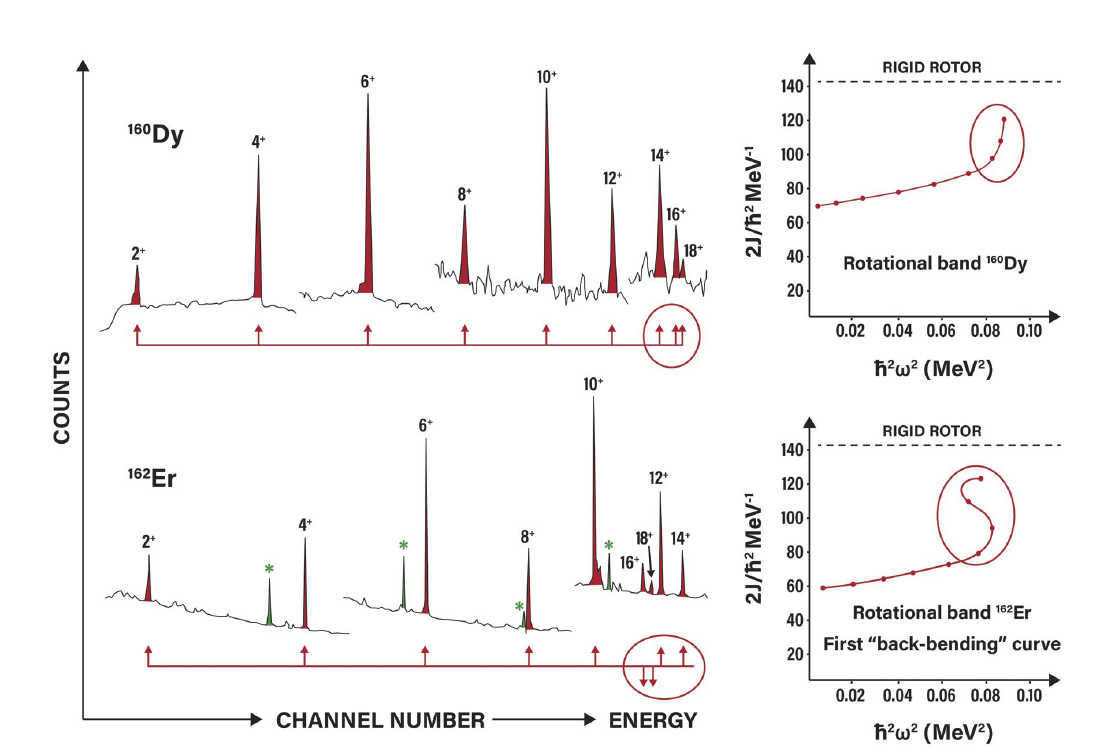 COUNTS
¹⁶⁰Dy
2⁺
4⁺
6⁺
8⁺
10⁺
12⁺
14⁺
16⁺
18⁺
¹⁶²Er
2⁺
*
4⁺
*
6⁺
*
8⁺
10⁺
*
16⁺
18⁺
12⁺
14⁺
CHANNEL NUMBER
ENERGY
RIGID ROTOR
2J/ħ² MeV⁻¹
140
120
100
80
60
40
20
Rotational band ¹⁶⁰Dy
0.02 0.04 0.06 0.08 0.10
ħ²ω² (MeV²)
RIGID ROTOR
2J/ħ² MeV⁻¹
140
120
100
80
60
40
20
Rotational band ¹⁶²Er
First “back-bending” curve
0.02 0.04 0.06 0.08 0.10
ħ²ω² (MeV²)